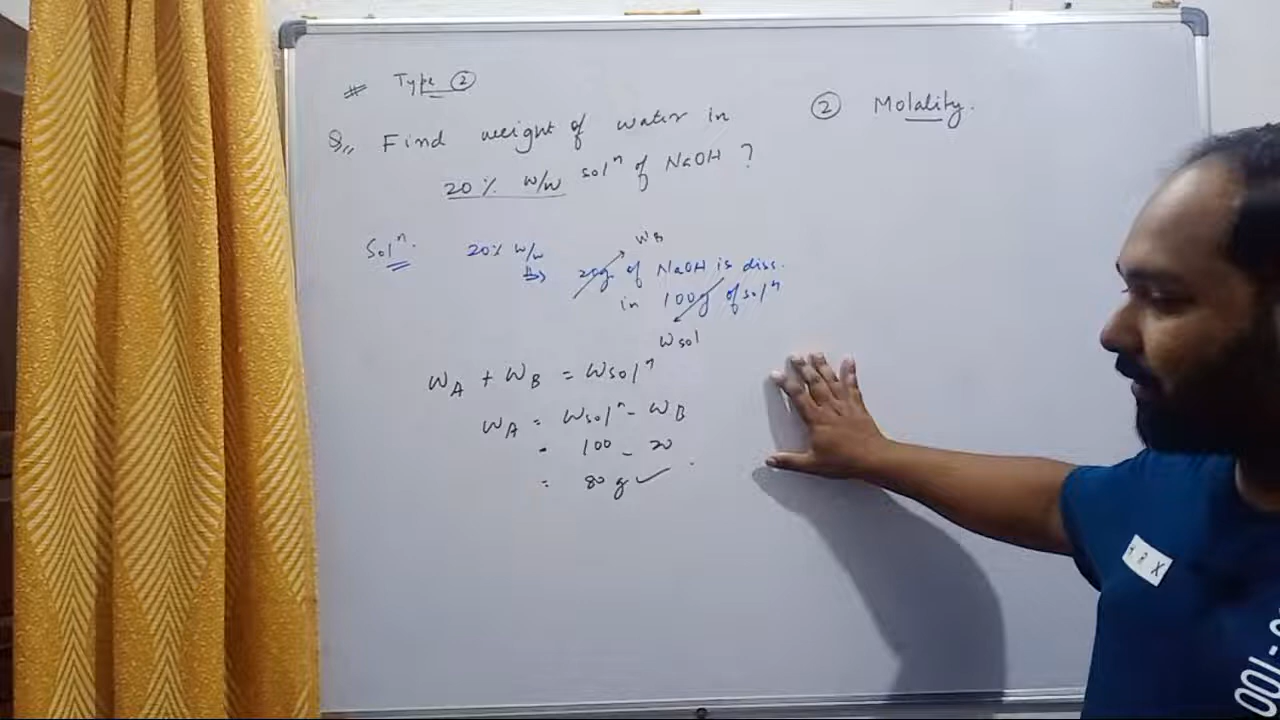 # Type ②
Q,, Find weight of water in
20% w/w solⁿ of NaOH ?
Solⁿ. 20% w/w
⇒ 20g of NaOH is diss.
in 100g of solⁿ
WB
Wsol
WA + WB = Wsolⁿ
WA = Wsolⁿ - WB
= 100 - 20
= 80 g ✓
② Molality.